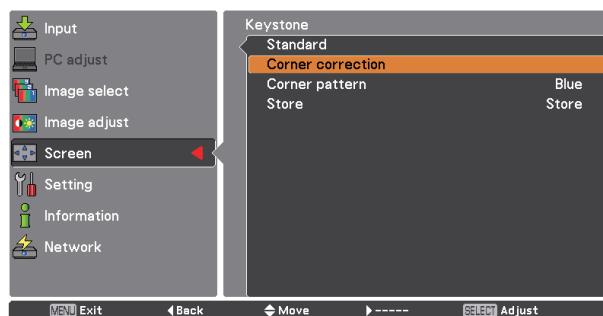 Input
PC adjust
Image select
Image adjust
Screen
Setting
Information
Network
Keystone
Standard
Corner correction
Corner pattern Blue
Store Store
MENU Exit Back Move ----- SELECT Adjust